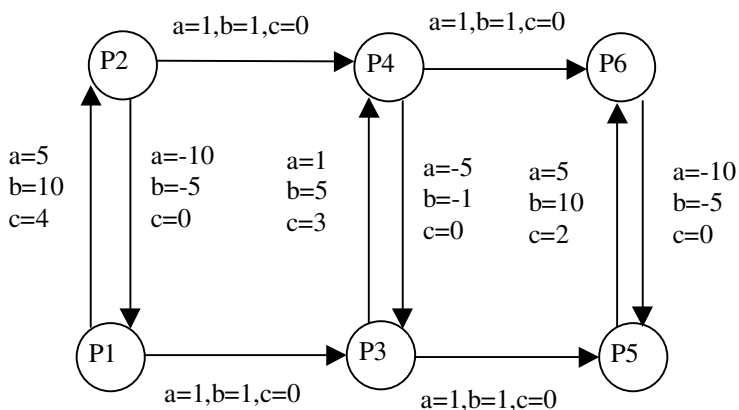 a=1,b=1,c=0
a=1,b=1,c=0
P2
P4
P6
a=5
b=10
c=4
a=-10
b=-5
c=0
a=1
b=5
c=3
a=-5
b=-1
c=0
a=5
b=10
c=2
a=-10
b=-5
c=0
P1
P3
P5
a=1,b=1,c=0
a=1,b=1,c=0